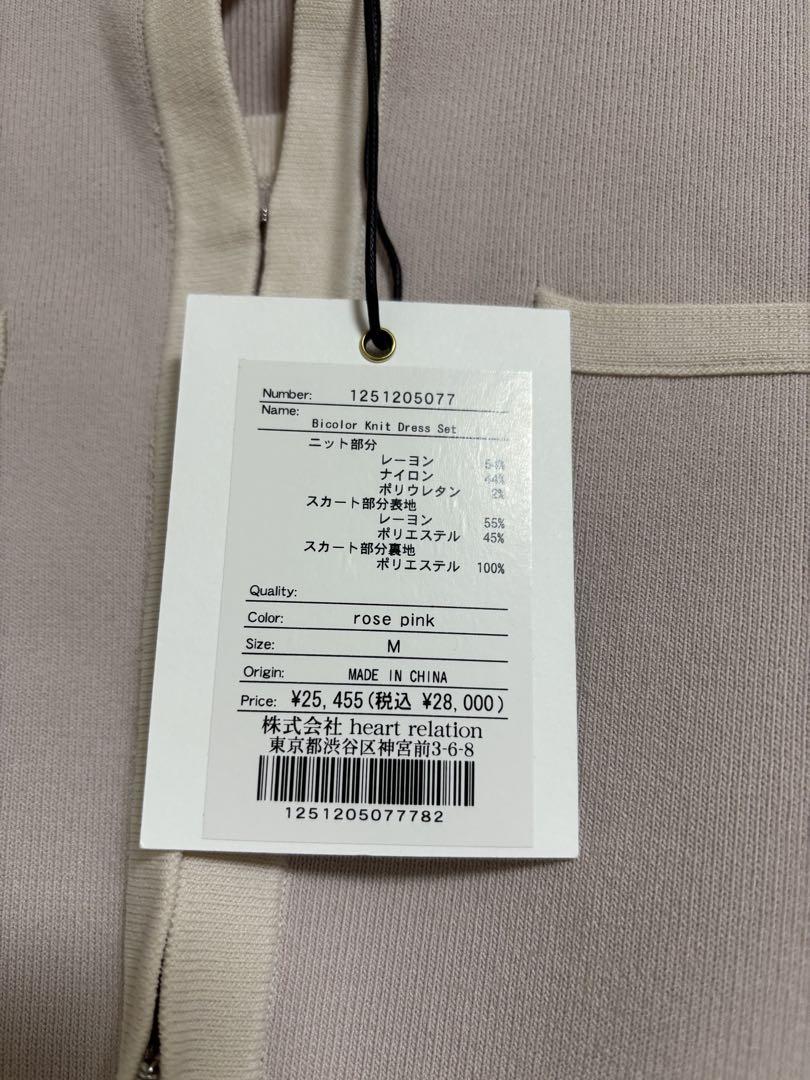 Number: 1251205077
Name:
Bicolor Knit Dress Set
ニット部分
レーヨン 54%
ナイロン 44%
ポリウレタン 2%
スカート部分表地
レーヨン 55%
ポリエステル 45%
スカート部分裏地
ポリエステル 100%
Quality:
Color: rose pink
Size: M
Origin: MADE IN CHINA
Price: ¥25,455(税込 ¥28,000)
株式会社 heart relation
東京都渋谷区神宮前3-6-8
1251205077782